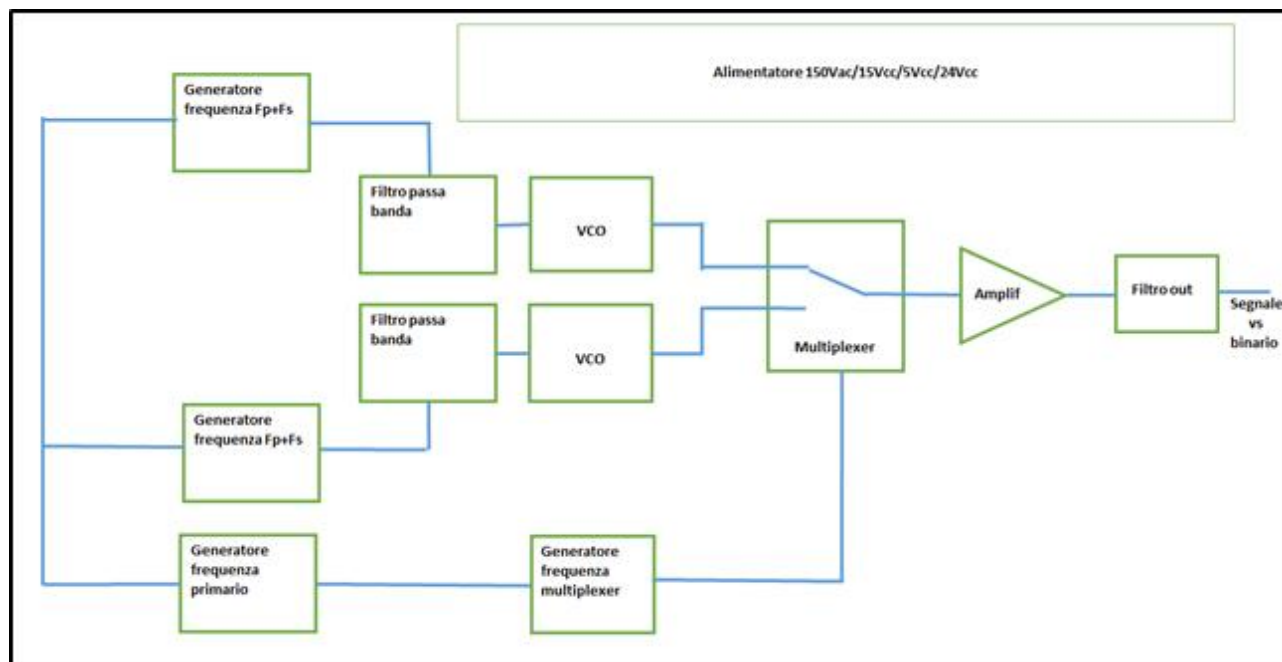 Alimentatore 150Vac/15Vcc/5Vcc/24Vcc
Generatore
frequenza Fp+Fs
Filtro passa
banda
VCO
Filtro passa
banda
VCO
Multiplexer
Amplif
Filtro out
Segnale
vs
binario
Generatore
frequenza Fp+Fs
Generatore
frequenza
primario
Generatore
frequenza
multiplexer